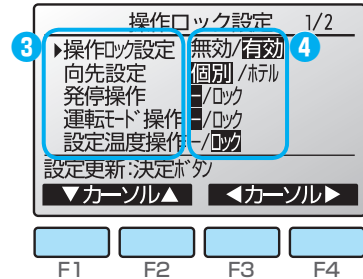 操作ロック設定 1/2
3 ▶操作ロック設定 無効/有効 4
向先設定 個別/ホテル
発停操作 −/ロック
運転モード操作 −/ロック
設定温度操作 −/ロック
設定更新:決定ボタン
▼カーソル▲ ◀カーソル▶
F1 F2 F3 F4